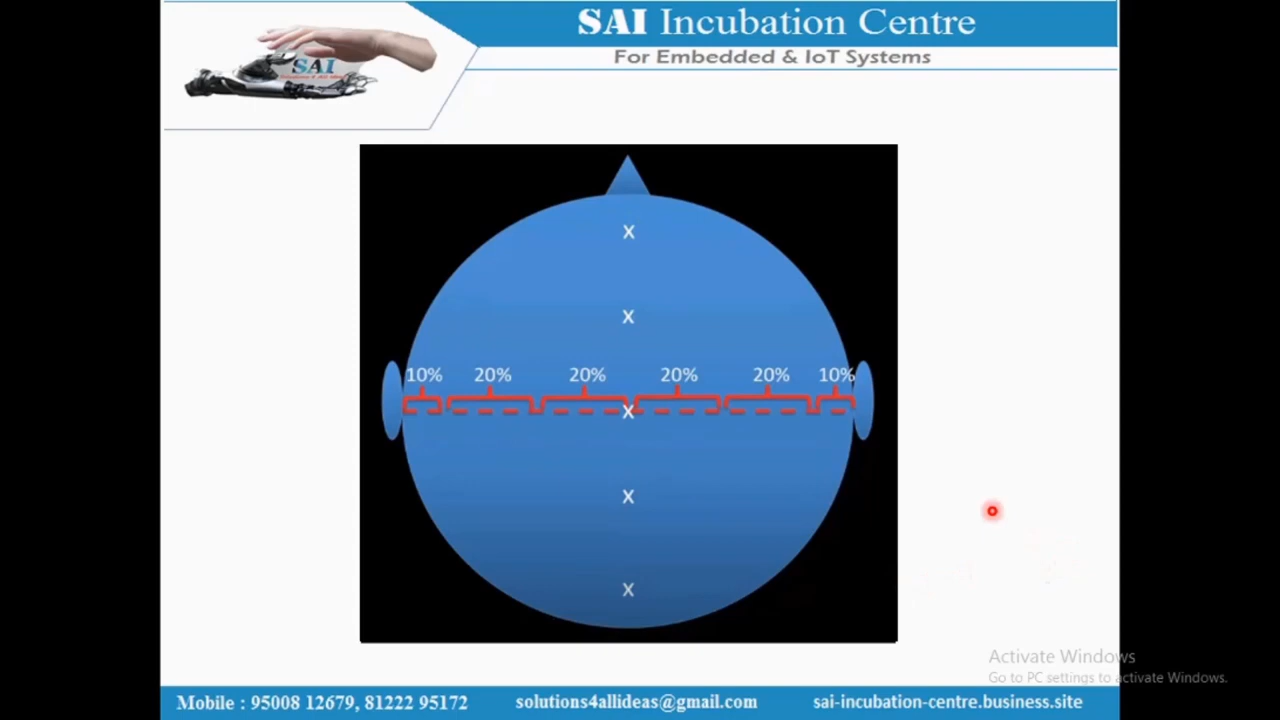 SAI Incubation Centre
For Embedded & IoT Systems
SAI
X
X
10% 20% 20% 20% 20% 10%
X
X
X
Activate Windows
Go to PC settings to activate Windows.
Mobile : 95008 12679, 81222 95172 solutions4allideas@gmail.com sai-incubation-centre.business.site